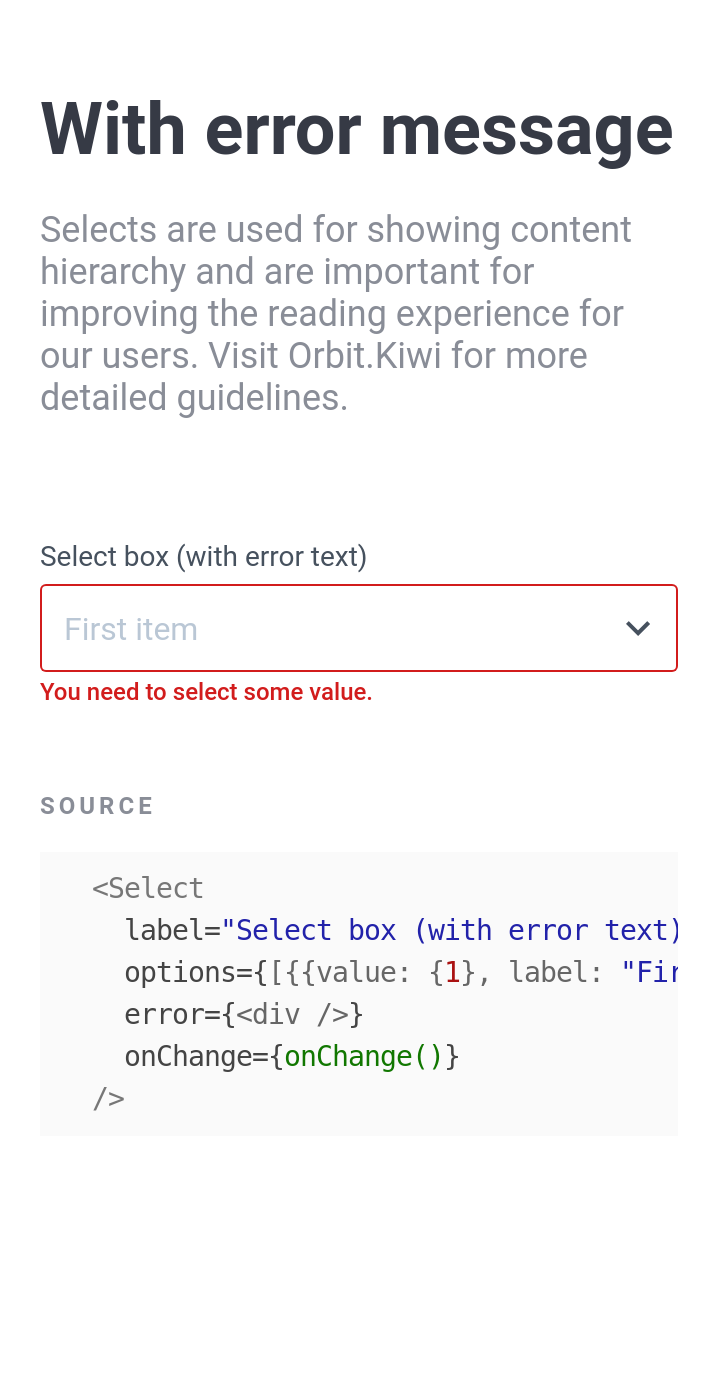 With error message
Selects are used for showing content
hierarchy and are important for
improving the reading experience for
our users. Visit Orbit.Kiwi for more
detailed guidelines.
Select box (with error text)
First item
You need to select some value.
SOURCE
<Select
  label="Select box (with error text)
  options={[{{value: {1}, label: "Fir
  error={<div />}
  onChange={onChange()}
/>